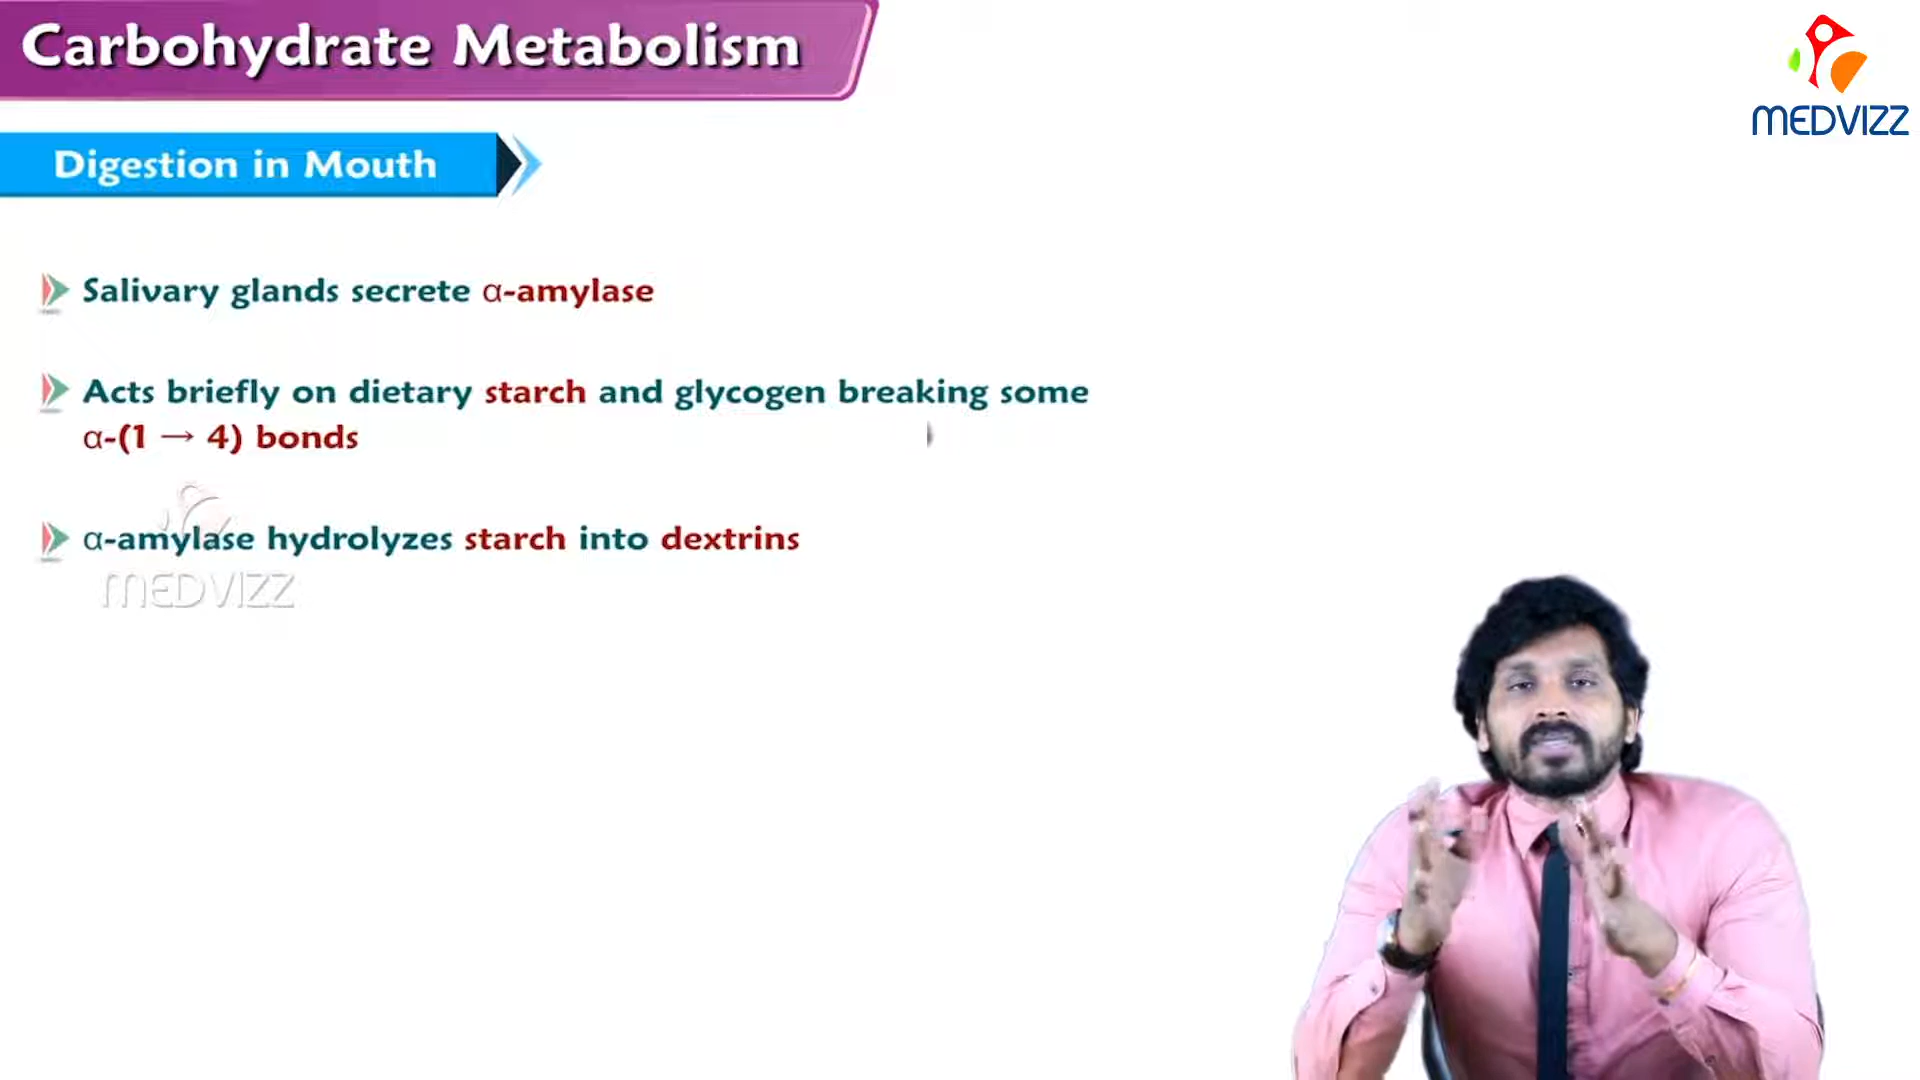 Carbohydrate Metabolism
MEDVIZZ
Digestion in Mouth
Salivary glands secrete α-amylase
Acts briefly on dietary starch and glycogen breaking some
α-(1 → 4) bonds
α-amylase hydrolyzes starch into dextrins
MEDVIZZ